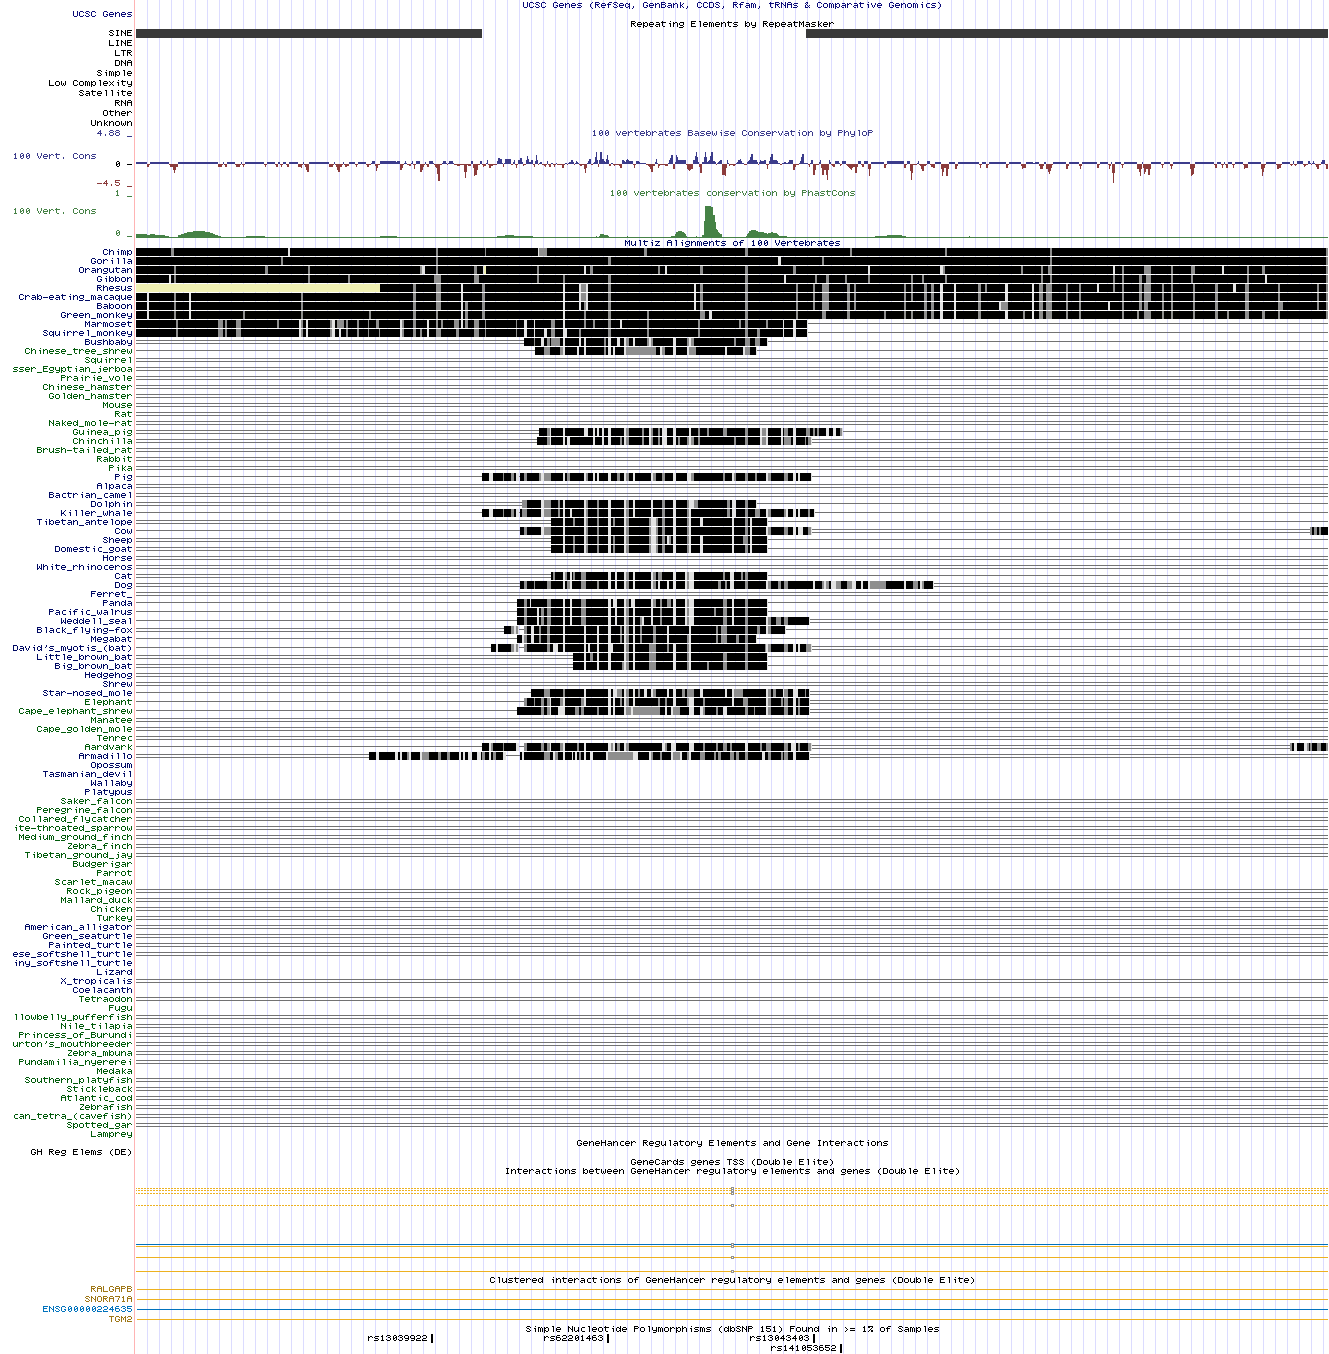 UCSC Genes (RefSeq, GenBank, CCDS, Rfam, tRNAs & Comparative Genomics)
UCSC Genes
Repeating Elements by RepeatMasker
SINE
LINE
LTR
DNA
Simple
Low Complexity
Satellite
RNA
Other
Unknown
4.88 _
100 vertebrates Basewise Conservation by PhyloP
100 Vert. Cons
0 _
-4.5 _
1 _
100 vertebrates conservation by PhastCons
100 Vert. Cons
0 _
Multiz Alignments of 100 Vertebrates
Chimp
Gorilla
Orangutan
Gibbon
Rhesus
Crab-eating_macaque
Baboon
Green_monkey
Marmoset
Squirrel_monkey
Bushbaby
Chinese_tree_shrew
Squirrel
sser_Egyptian_jerboa
Prairie_vole
Chinese_hamster
Golden_hamster
Mouse
Rat
Naked_mole-rat
Guinea_pig
Chinchilla
Brush-tailed_rat
Rabbit
Pika
Pig
Alpaca
Bactrian_camel
Dolphin
Killer_whale
Tibetan_antelope
Cow
Sheep
Domestic_goat
Horse
White_rhinoceros
Cat
Dog
Ferret_
Panda
Pacific_walrus
Weddell_seal
Black_flying-fox
Megabat
David's_myotis_(bat)
Little_brown_bat
Big_brown_bat
Hedgehog
Shrew
Star-nosed_mole
Elephant
Cape_elephant_shrew
Manatee
Cape_golden_mole
Tenrec
Aardvark
Armadillo
Opossum
Tasmanian_devil
Wallaby
Platypus
Saker_falcon
Peregrine_falcon
Collared_flycatcher
ite-throated_sparrow
Medium_ground_finch
Zebra_finch
Tibetan_ground_jay
Budgerigar
Parrot
Scarlet_macaw
Rock_pigeon
Mallard_duck
Chicken
Turkey
American_alligator
Green_seaturtle
Painted_turtle
ese_softshell_turtle
iny_softshell_turtle
Lizard
X_tropicalis
Coelacanth
Tetraodon
Fugu
llowbelly_pufferfish
Nile_tilapia
Princess_of_Burundi
urton's_mouthbreeder
Zebra_mbuna
Pundamilia_nyererei
Medaka
Southern_platyfish
Stickleback
Atlantic_cod
Zebrafish
can_tetra_(cavefish)
Spotted_gar
Lamprey
GeneHancer Regulatory Elements and Gene Interactions
GH Reg Elems (DE)
GeneCards genes TSS (Double Elite)
Interactions between GeneHancer regulatory elements and genes (Double Elite)
Clustered interactions of GeneHancer regulatory elements and genes (Double Elite)
RALGAPB
SNORA71A
ENSG00000224635
TGM2
Simple Nucleotide Polymorphisms (dbSNP 151) Found in >= 1% of Samples
rs13039922 rs62201463 rs13043403
rs141053652